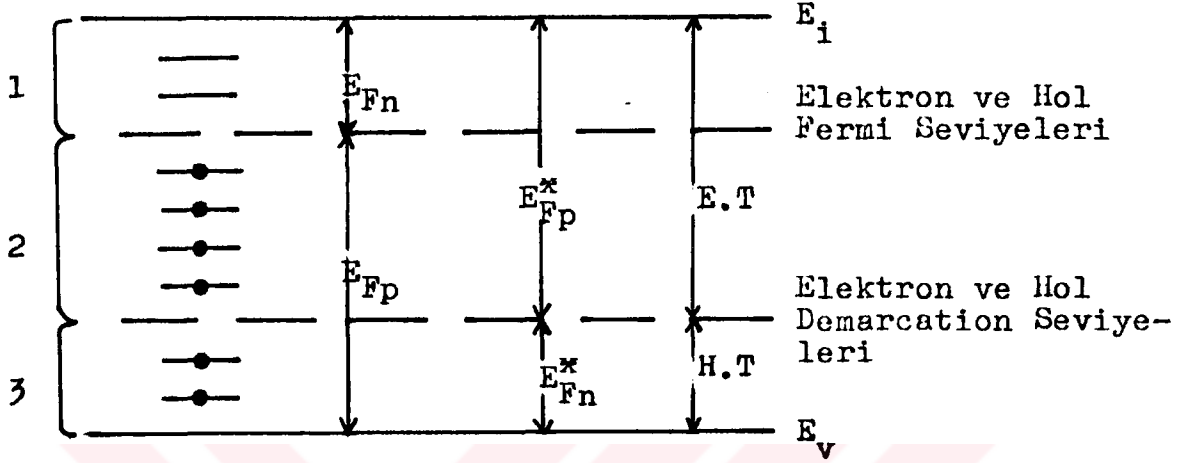 E_i
1
E_Fn
Elektron ve Hol
Fermi Seviyeleri
2
E*_Fp
E.T
E_Fp
Elektron ve Hol
Demarcation Seviye-
leri
3
E*_Fn
H.T
E_v